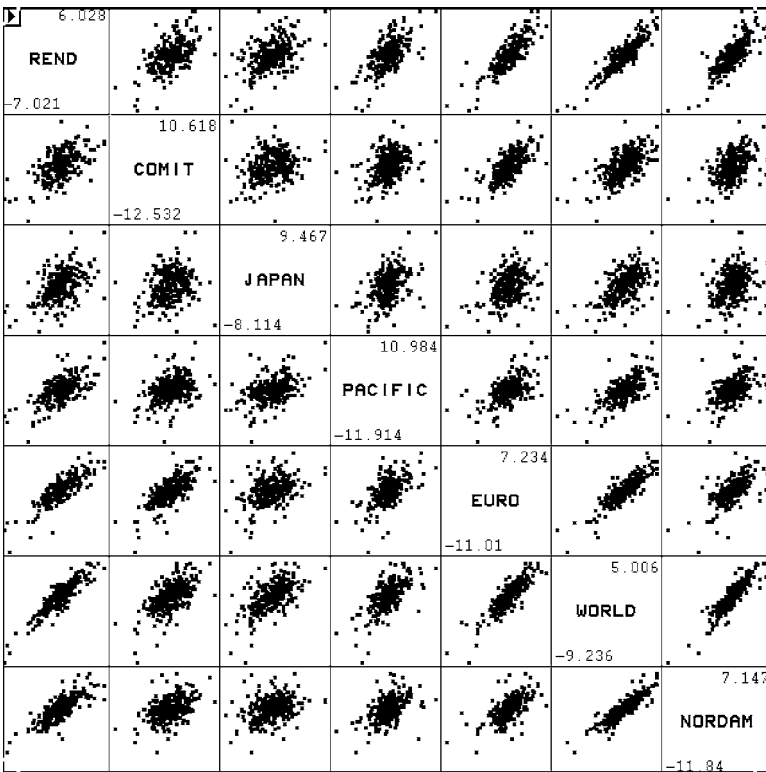 6.028
REND
-7.021
10.618
COMIT
-12.532
9.467
JAPAN
-8.114
10.984
PACIFIC
-11.914
7.234
EURO
-11.01
5.006
WORLD
-9.236
7.147
NORDAM
-11.84